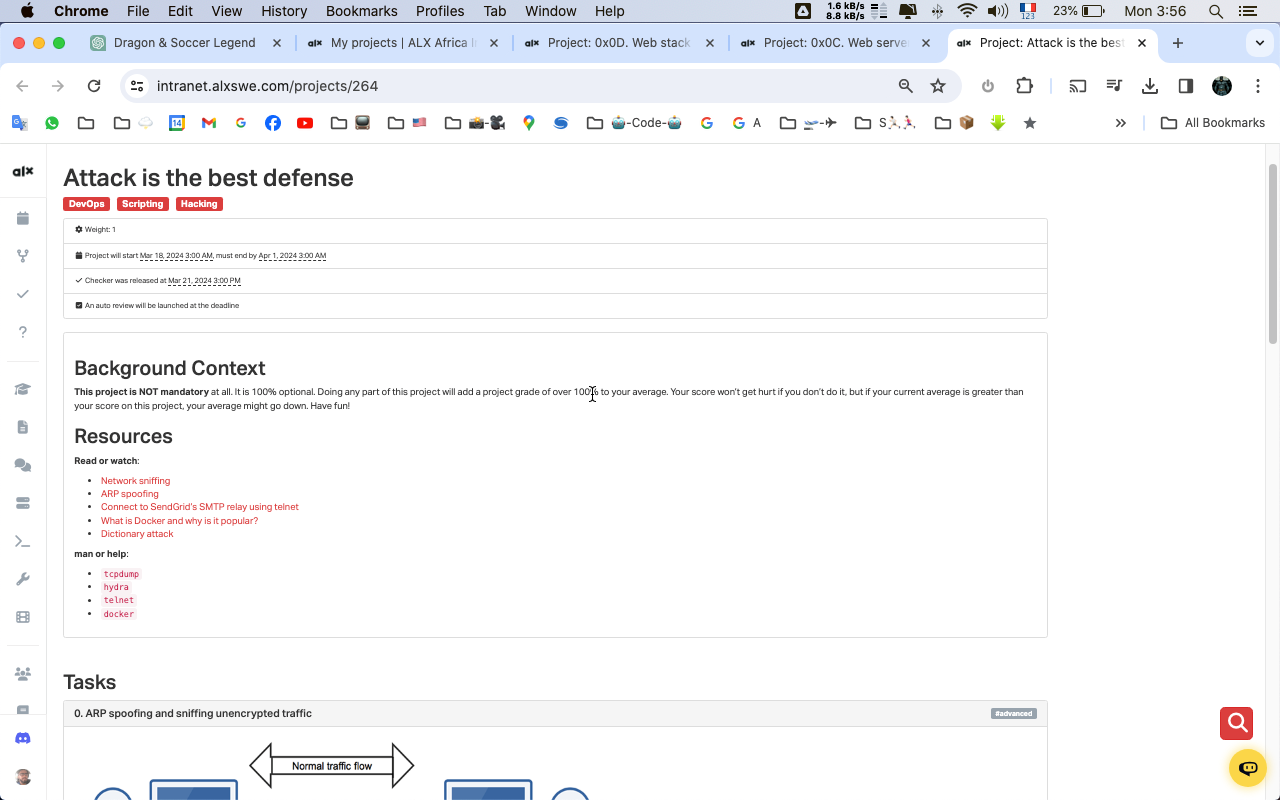 Chrome File Edit View History Bookmarks Profiles Tab Window Help 1.6 kB/s 8.8 kB/s 123 23% Mon 3:56
Dragon & Soccer Legend alx My projects | ALX Africa I alx Project: 0x0D. Web stack alx Project: 0x0C. Web serve alx Project: Attack is the best
intranet.alxswe.com/projects/264
14 -Code- A S All Bookmarks
alx
Attack is the best defense
DevOps Scripting Hacking
Weight: 1
Project will start Mar 18, 2024 3:00 AM, must end by Apr 1, 2024 3:00 AM
Checker was released at Mar 21, 2024 3:00 PM
An auto review will be launched at the deadline
Background Context
This project is NOT mandatory at all. It is 100% optional. Doing any part of this project will add a project grade of over 100% to your average. Your score won't get hurt if you don't do it, but if your current average is greater than
your score on this project, your average might go down. Have fun!
Resources
Read or watch:
Network sniffing
ARP spoofing
Connect to SendGrid's SMTP relay using telnet
What is Docker and why is it popular?
Dictionary attack
man or help:
tcpdump
hydra
telnet
docker
Tasks
0. ARP spoofing and sniffing unencrypted traffic #advanced
Normal traffic flow